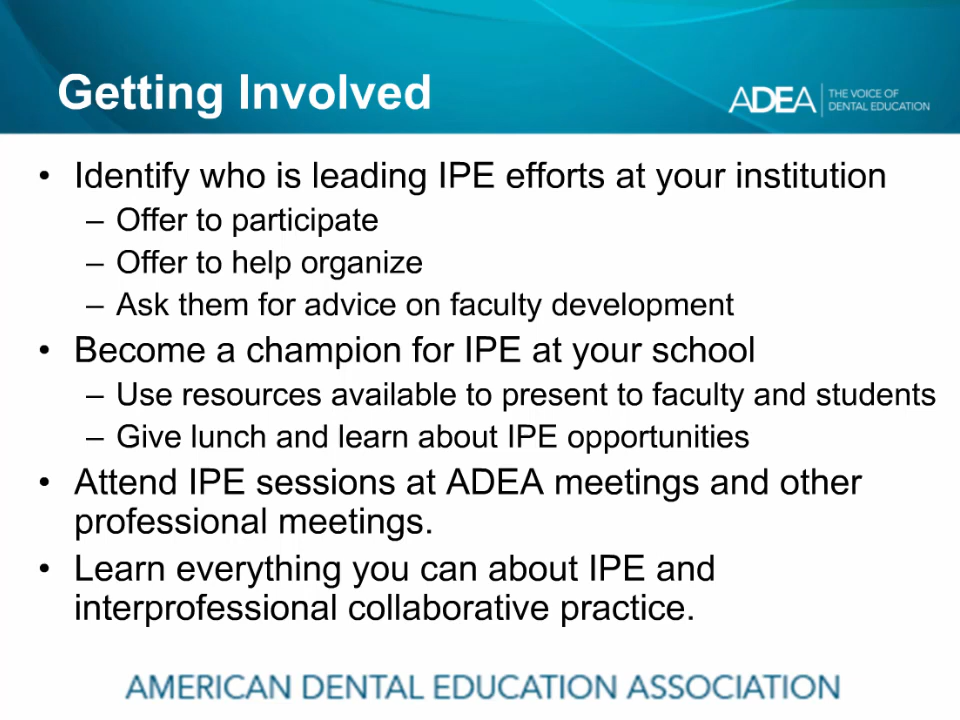 Getting Involved
ADEA
THE VOICE OF
DENTAL EDUCATION
• Identify who is leading IPE efforts at your institution
– Offer to participate
– Offer to help organize
– Ask them for advice on faculty development
• Become a champion for IPE at your school
– Use resources available to present to faculty and students
– Give lunch and learn about IPE opportunities
• Attend IPE sessions at ADEA meetings and other
professional meetings.
• Learn everything you can about IPE and
interprofessional collaborative practice.
AMERICAN DENTAL EDUCATION ASSOCIATION